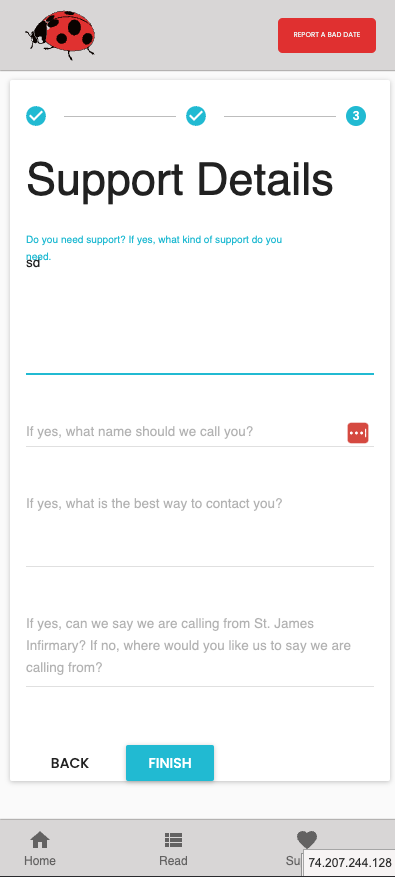 REPORT A BAD DATE
3
Support Details
Do you need support? If yes, what kind of support do you
need.
sd
If yes, what name should we call you?
If yes, what is the best way to contact you?
If yes, can we say we are calling from St. James
Infirmary? If no, where would you like us to say we are
calling from?
BACK
FINISH
Home
Read
Su
74.207.244.128